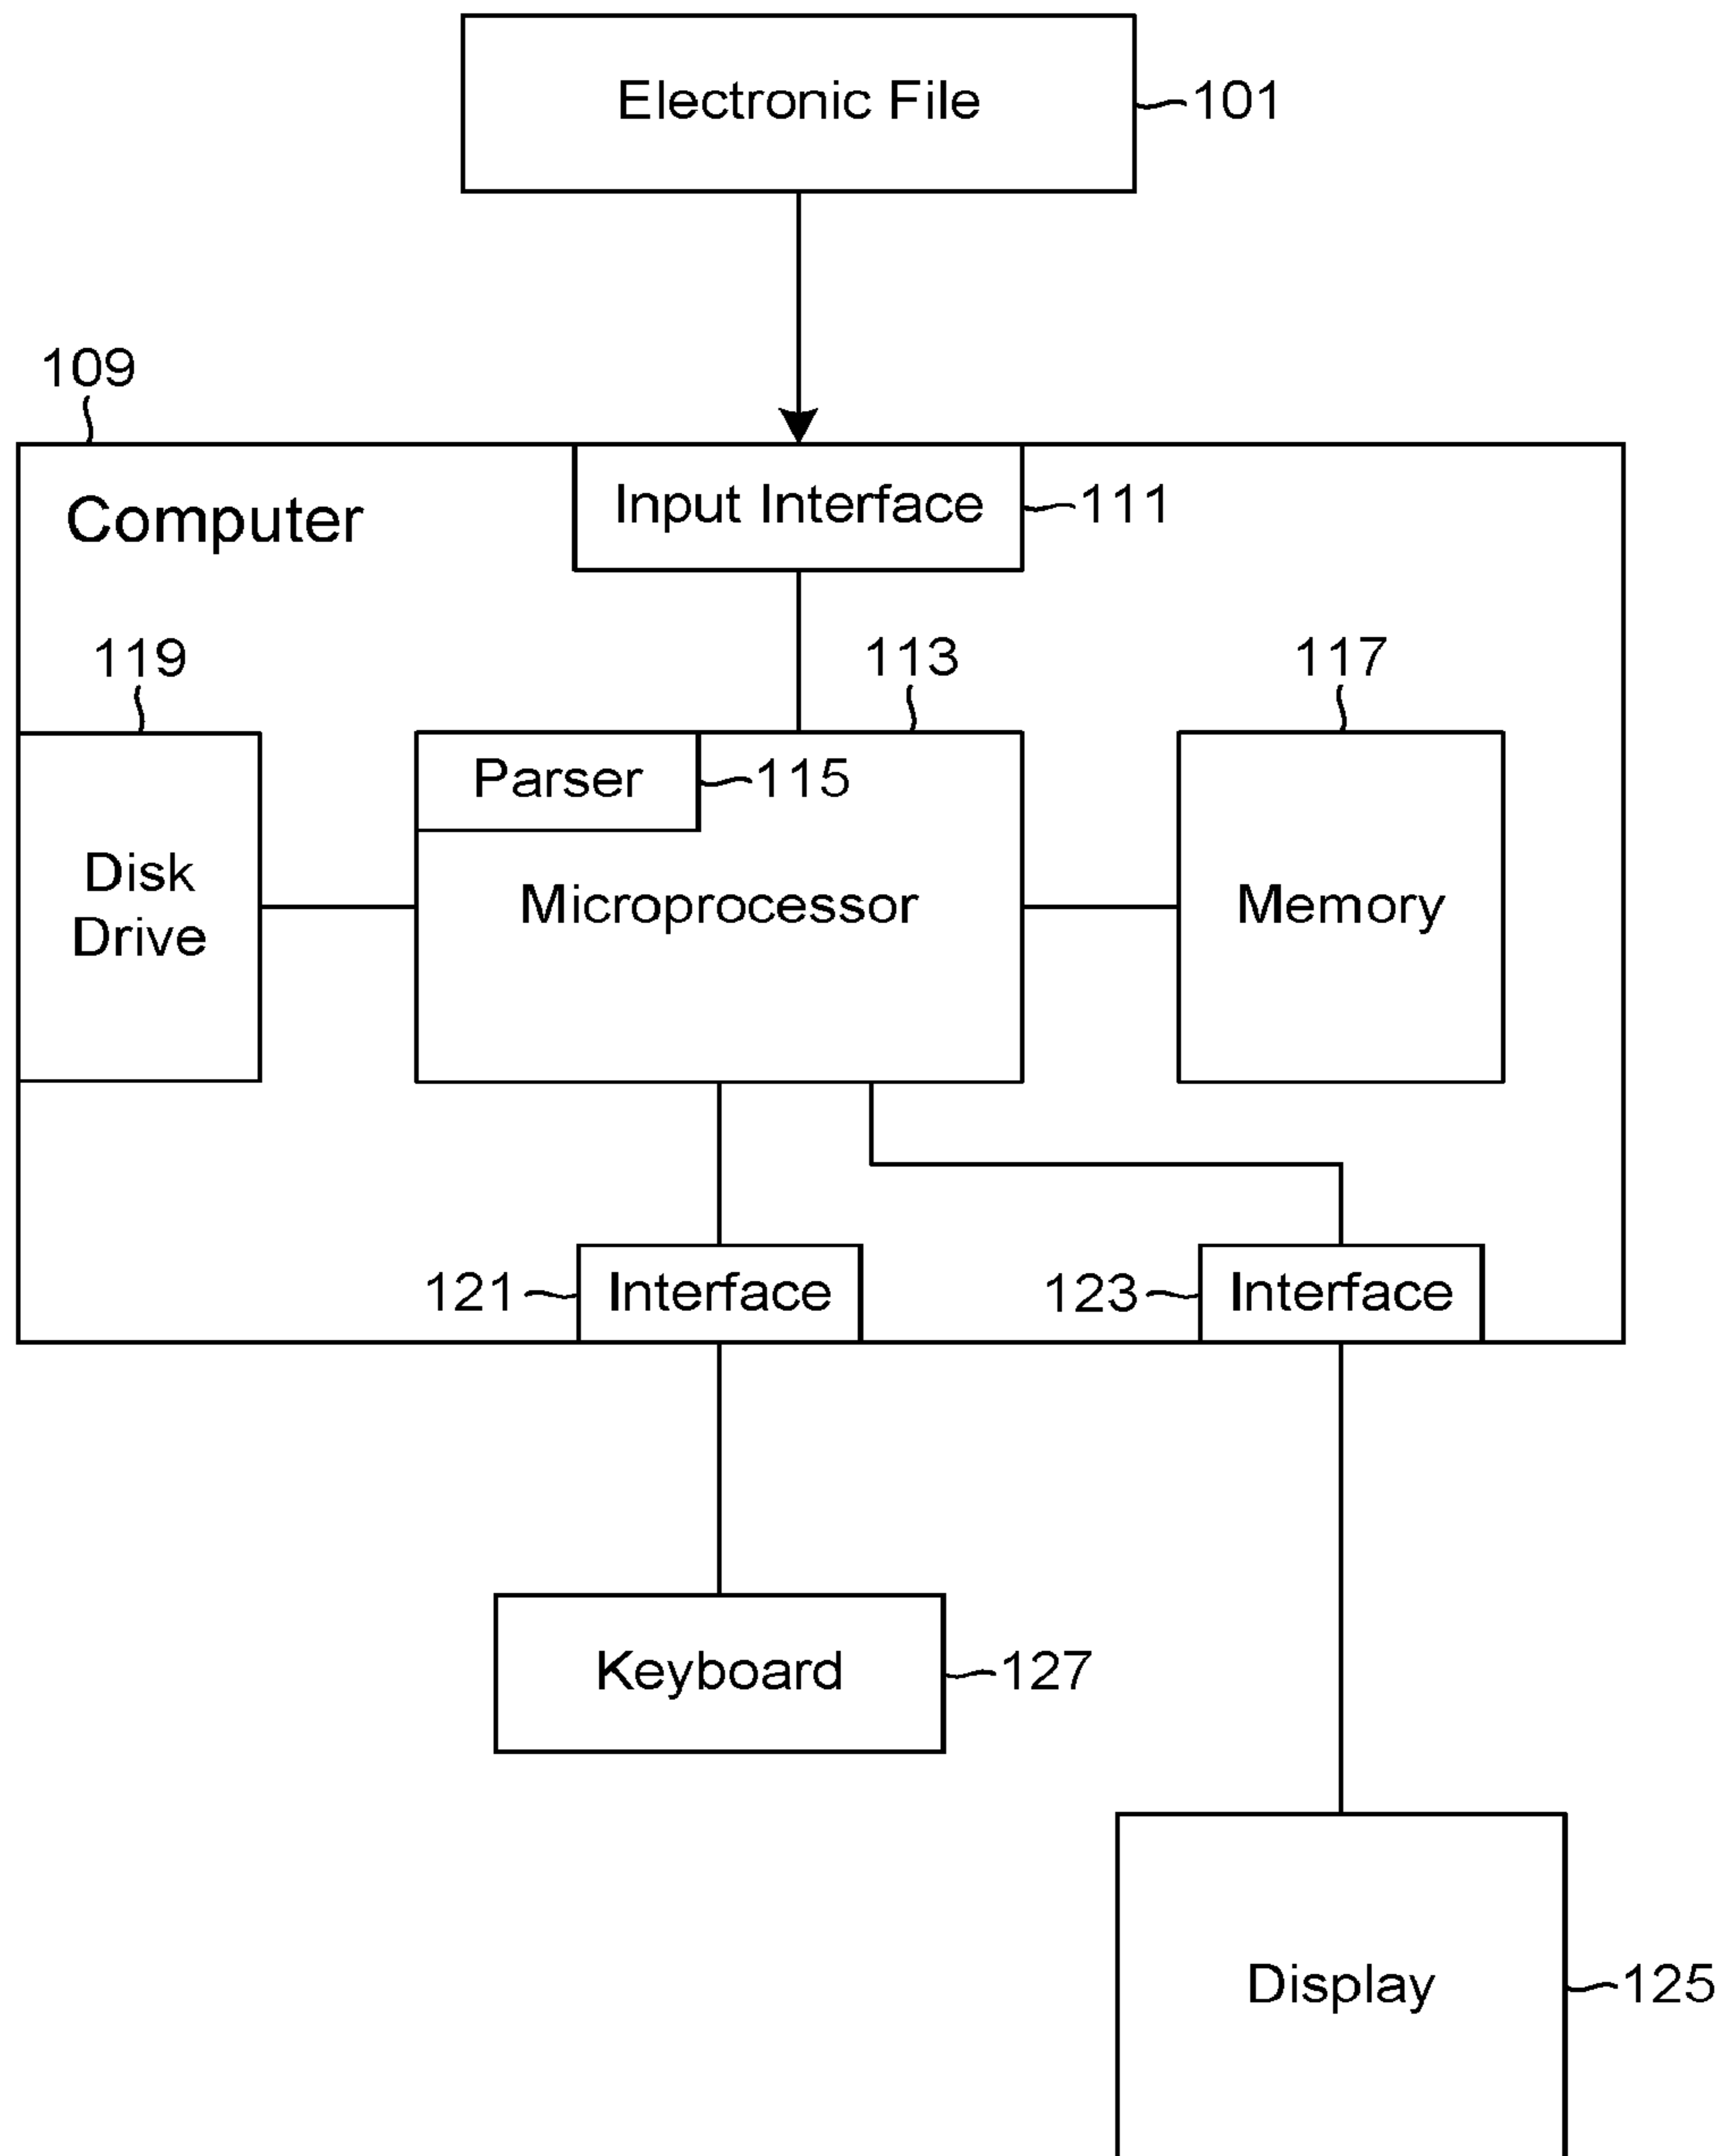 Electronic File
101
109
Computer
Input Interface
111
119
113
117
Parser
115
Disk
Drive
Microprocessor
Memory
121
Interface
123
Interface
Keyboard
127
Display
125